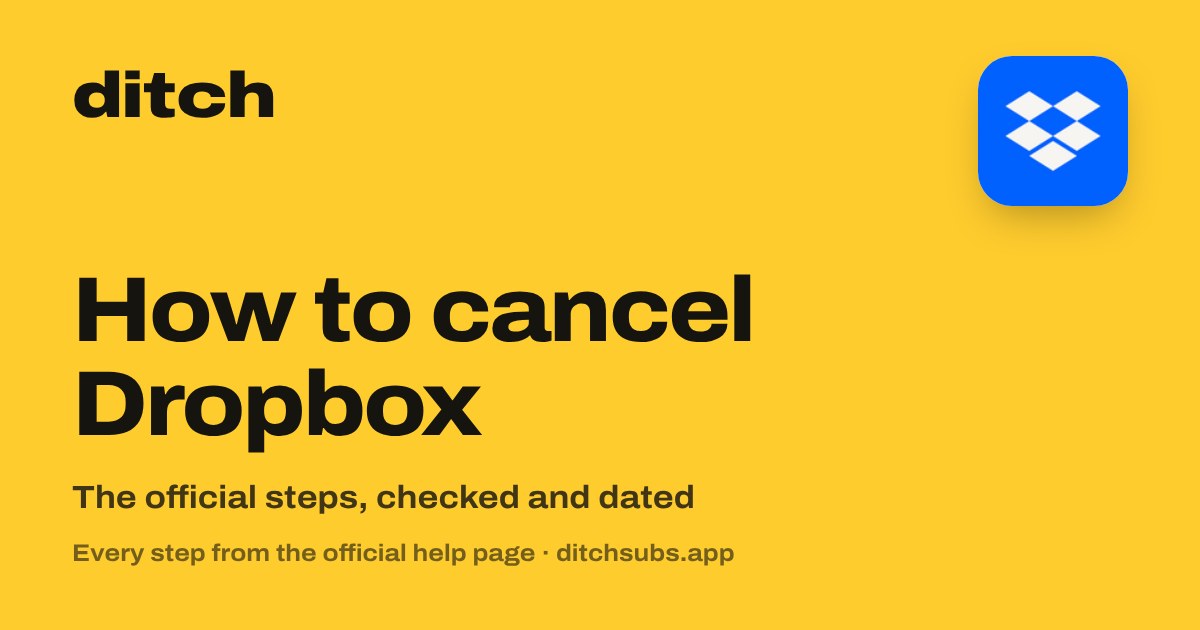 ditch
How to cancel
Dropbox
The official steps, checked and dated
Every step from the official help page · ditchsubs.app